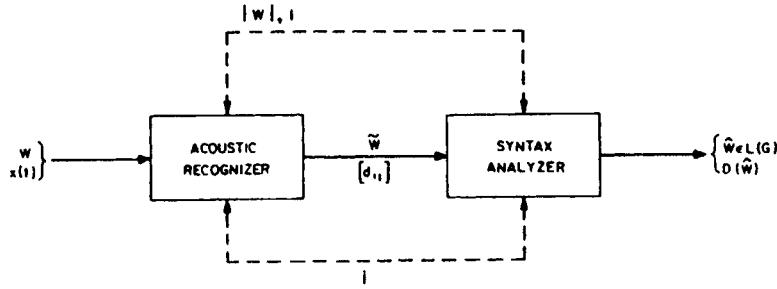 |W|, i
W
x(t)
ACOUSTIC
RECOGNIZER
W̃
[d_ij]
SYNTAX
ANALYZER
Ŵ∈L(G)
D(Ŵ)
j